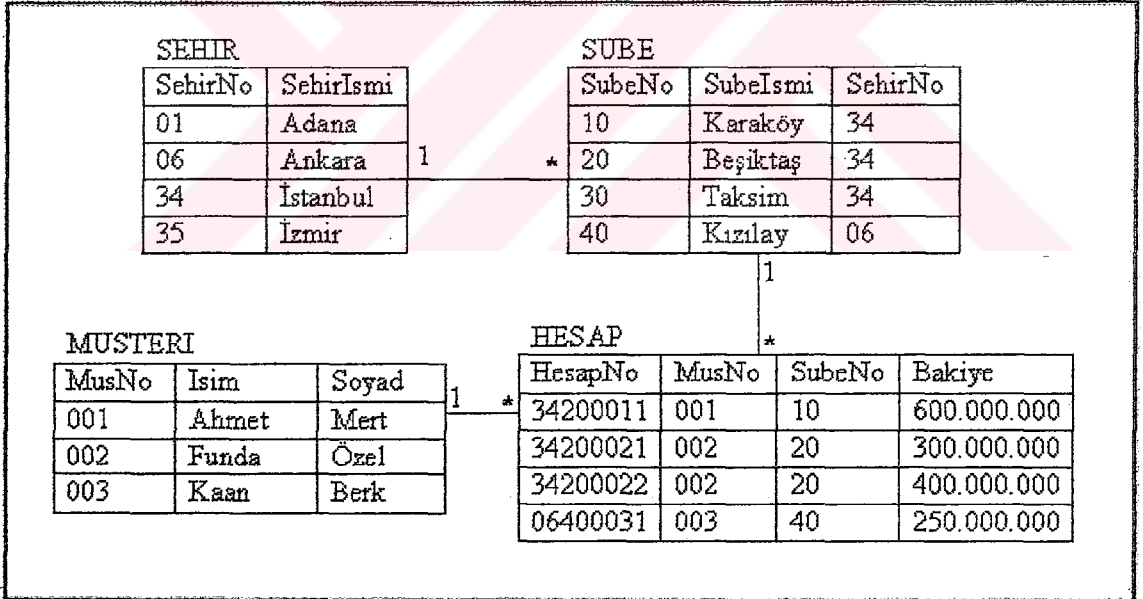 SEHIR
SehirNo SehirIsmi
01 Adana
06 Ankara
34 İstanbul
35 İzmir
1 *
SUBE
SubeNo SubeIsmi SehirNo
10 Karaköy 34
20 Beşiktaş 34
30 Taksim 34
40 Kızılay 06
1
*
MUSTERI
MusNo Isim Soyad
001 Ahmet Mert
002 Funda Özel
003 Kaan Berk
1 *
HESAP
HesapNo MusNo SubeNo Bakiye
34200011 001 10 600.000.000
34200021 002 20 300.000.000
34200022 002 20 400.000.000
06400031 003 40 250.000.000